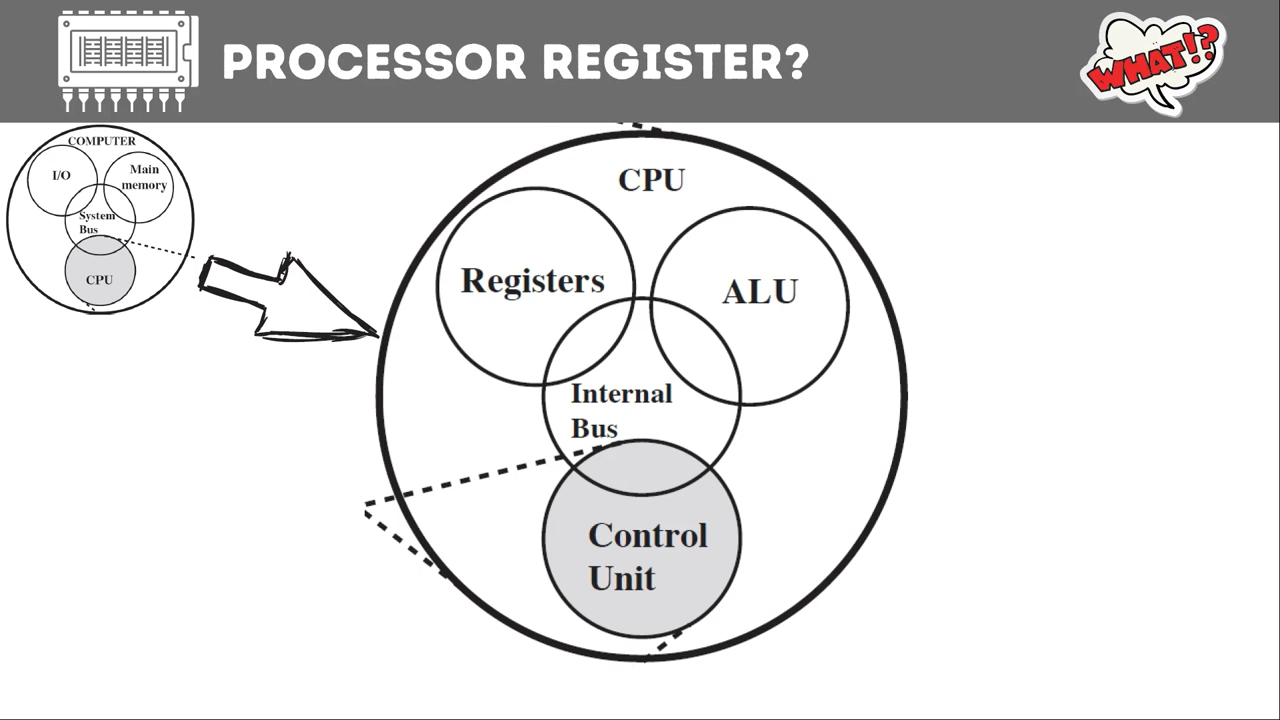 PROCESSOR REGISTER?
WHAT!?
COMPUTER
I/O
Main
memory
System
Bus
CPU
CPU
Registers
ALU
Internal
Bus
Control
Unit